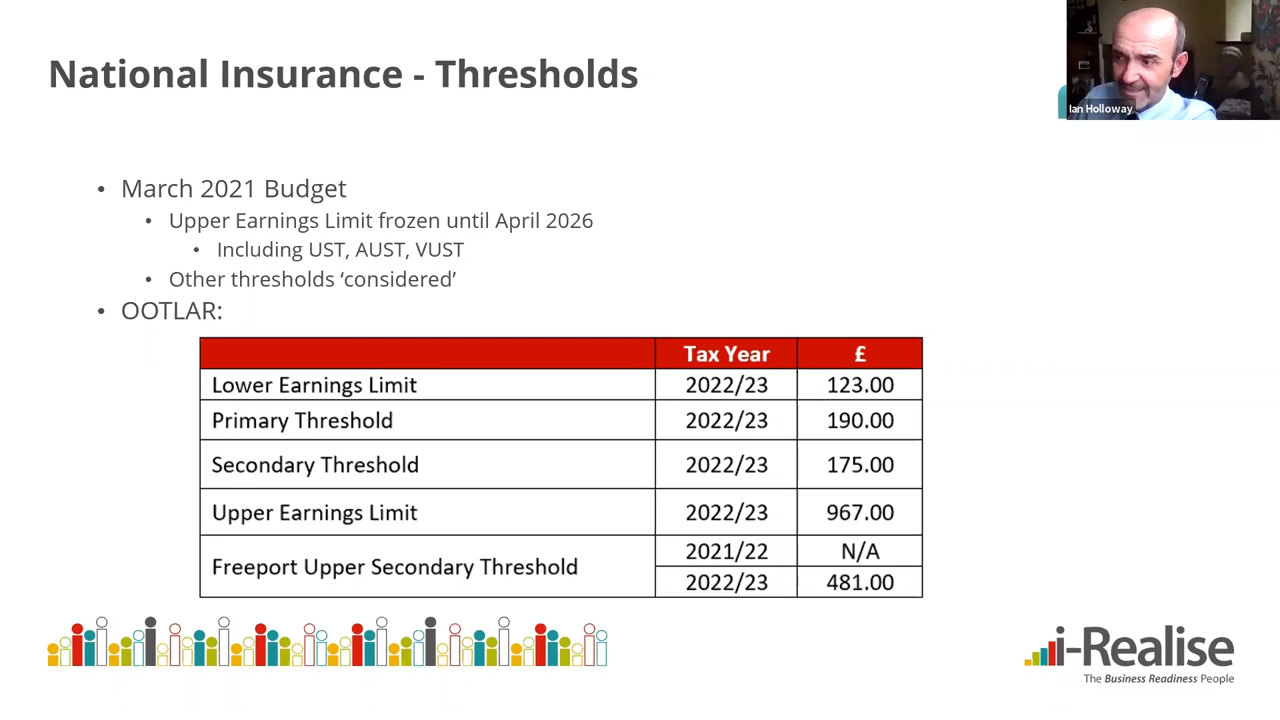 National Insurance - Thresholds
Ian Holloway
• March 2021 Budget
• Upper Earnings Limit frozen until April 2026
• Including UST, AUST, VUST
• Other thresholds ‘considered’
• OOTLAR:
Tax Year £
Lower Earnings Limit 2022/23 123.00
Primary Threshold 2022/23 190.00
Secondary Threshold 2022/23 175.00
Upper Earnings Limit 2022/23 967.00
Freeport Upper Secondary Threshold 2021/22 N/A
2022/23 481.00
i-Realise
The Business Readiness People